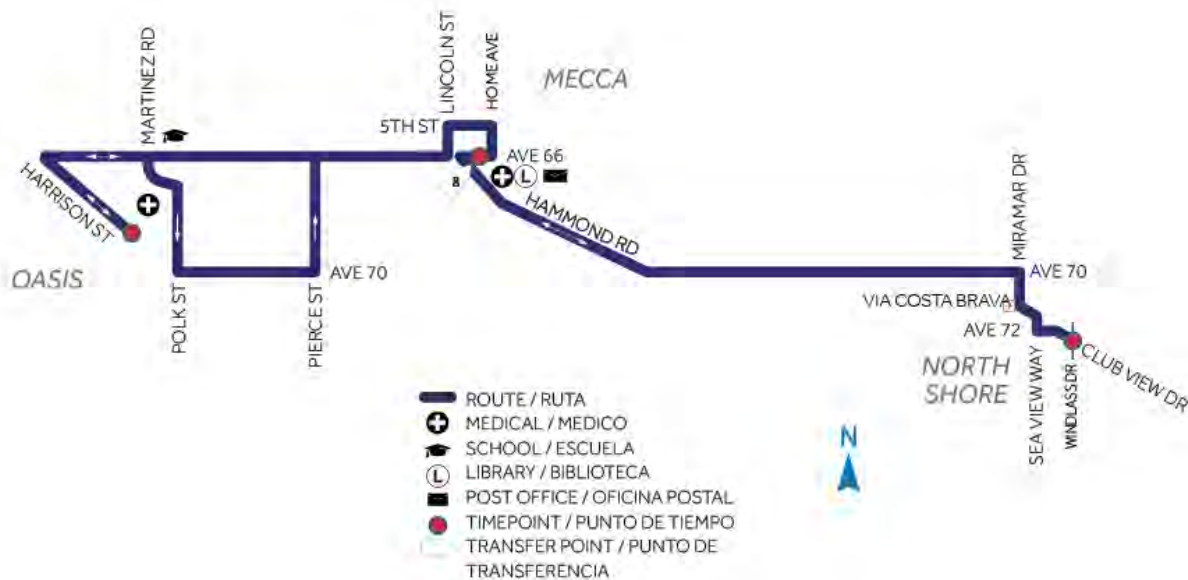 MARTINEZ RD
LINCOLN ST
HOME AVE
MECCA
5TH ST
AVE 66
8
L
HARRISON ST
HAMMOND RD
MIRAMAR DR
OASIS
AVE 70
AVE 70
POLK ST
PIERCE ST
VIA COSTA BRAVA
AVE 72
CLUB VIEW DR
NORTH
SHORE
SEA VIEW WAY
WINDLASS DR
ROUTE / RUTA
MEDICAL / MEDICO
SCHOOL / ESCUELA
L LIBRARY / BIBLIOTECA
POST OFFICE / OFICINA POSTAL
TIMEPOINT / PUNTO DE TIEMPO
TRANSFER POINT / PUNTO DE
TRANSFERENCIA
N